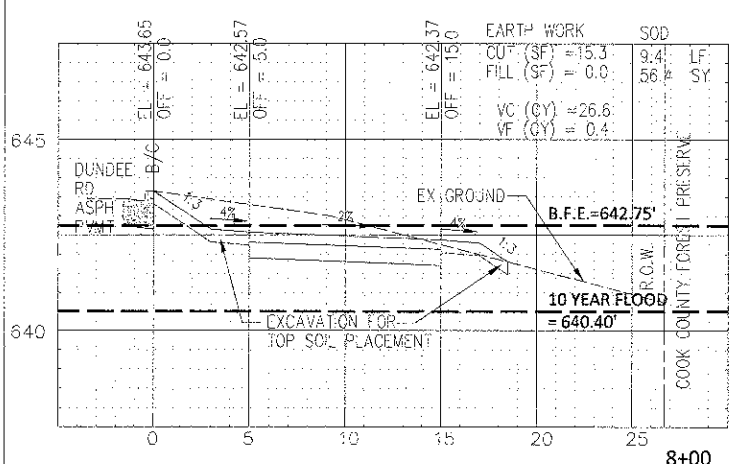 EL = 643.65
OFF = 0.0
EL = 642.57
OFF = 5.0
EL = 642.37
OFF = 15.0
EARTH WORK
CUT (SF) = 15.3
FILL (SF) = 0.0
VC (CY) = 26.6
VF (CY) = 0.4
SOD
9.4 LF
56.4 SY
645
B/C
DUNDEE
RD
ASPH
PVMT
1:3
4%
2%
EX GROUND
4%
1:3
B.F.E.=642.75'
R.O.W.
COOK COUNTY FOREST PRESERVE
10 YEAR FLOOD
= 640.40'
640
EXCAVATION FOR
TOP SOIL PLACEMENT
0 5 10 15 20 25
8+00